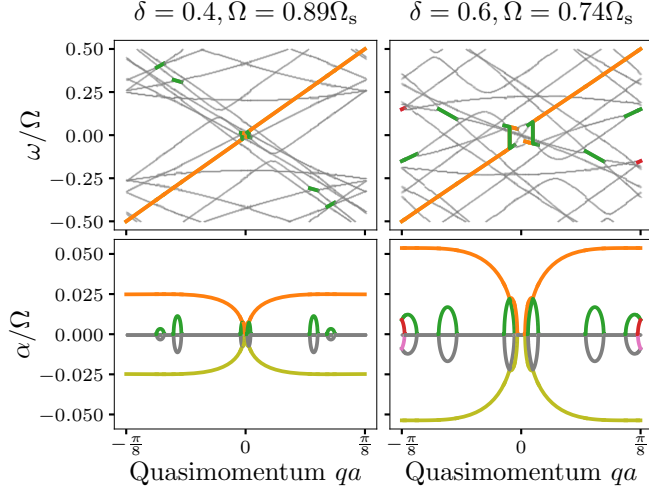 δ = 0.4, Ω = 0.89Ωs
δ = 0.6, Ω = 0.74Ωs
ω/Ω
0.50
0.25
0.00
−0.25
−0.50
α/Ω
0.050
0.025
0.000
−0.025
−0.050
−π/8 0 π/8
−π/8 0 π/8
Quasimomentum qa
Quasimomentum qa